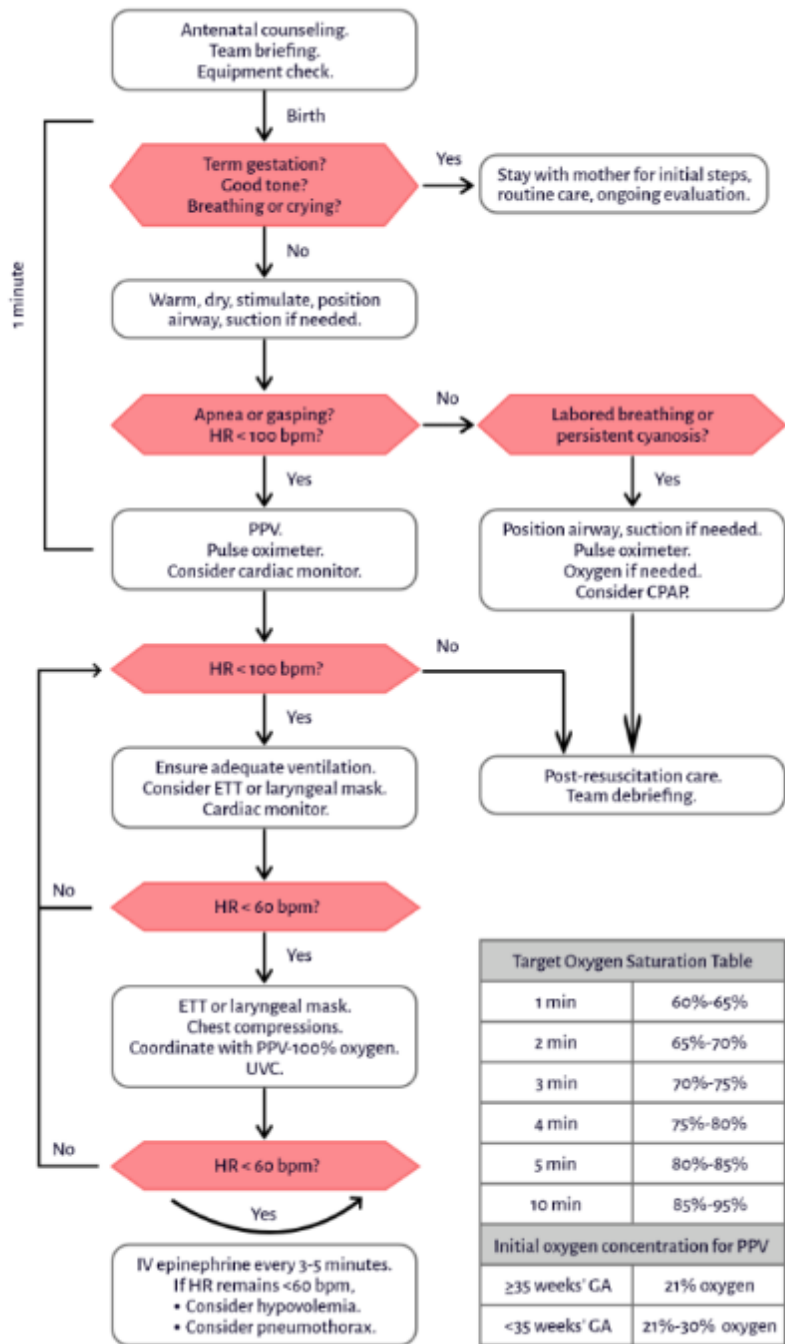 Antenatal counseling.
Team briefing.
Equipment check.
Birth
1 minute
Term gestation?
Good tone?
Breathing or crying?
Yes
Stay with mother for initial steps,
routine care, ongoing evaluation.
No
Warm, dry, stimulate, position
airway, suction if needed.
Apnea or gasping?
HR < 100 bpm?
No
Labored breathing or
persistent cyanosis?
Yes
Yes
PPV.
Pulse oximeter.
Consider cardiac monitor.
Position airway, suction if needed.
Pulse oximeter.
Oxygen if needed.
Consider CPAP.
HR < 100 bpm?
No
Yes
Ensure adequate ventilation.
Consider ETT or laryngeal mask.
Cardiac monitor.
Post-resuscitation care.
Team debriefing.
No
HR < 60 bpm?
Yes
ETT or laryngeal mask.
Chest compressions.
Coordinate with PPV-100% oxygen.
UVC.
No
HR < 60 bpm?
Yes
IV epinephrine every 3-5 minutes.
If HR remains <60 bpm,
• Consider hypovolemia.
• Consider pneumothorax.
Target Oxygen Saturation Table
1 min 60%-65%
2 min 65%-70%
3 min 70%-75%
4 min 75%-80%
5 min 80%-85%
10 min 85%-95%
Initial oxygen concentration for PPV
≥35 weeks' GA 21% oxygen
<35 weeks' GA 21%-30% oxygen